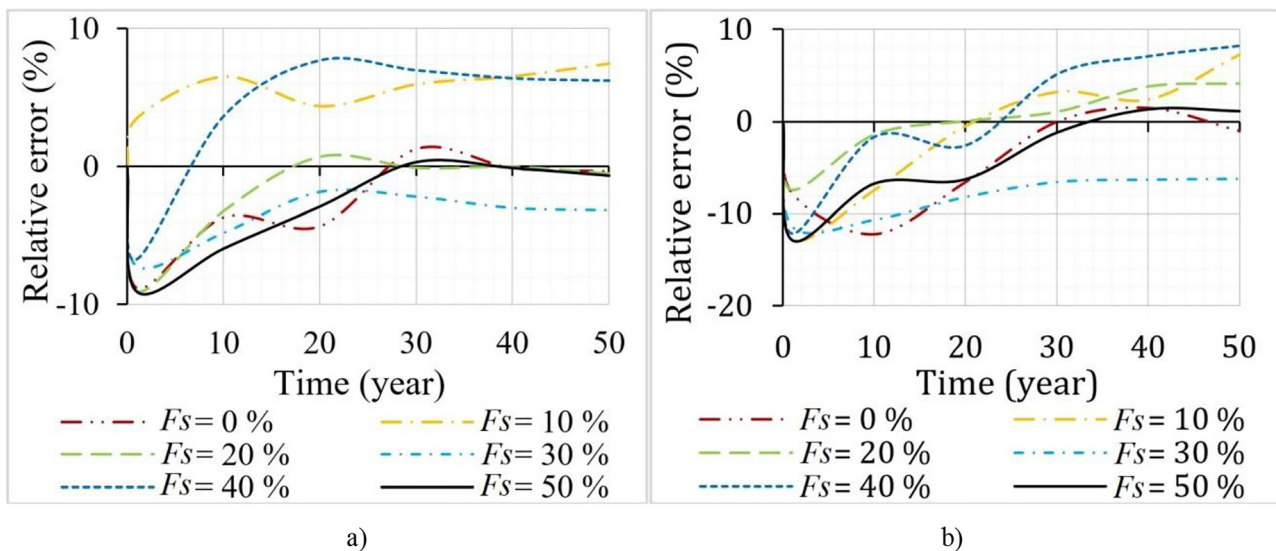 10
0
-10
Relative error (%)
0 10 20 30 40 50
Time (year)
Fs= 0 % Fs= 10 %
Fs= 20 % Fs= 30 %
Fs= 40 % Fs= 50 %
a)
10
0
-10
-20
Relative error (%)
0 10 20 30 40 50
Time (year)
Fs= 0 % Fs= 10 %
Fs= 20 % Fs= 30 %
Fs= 40 % Fs= 50 %
b)